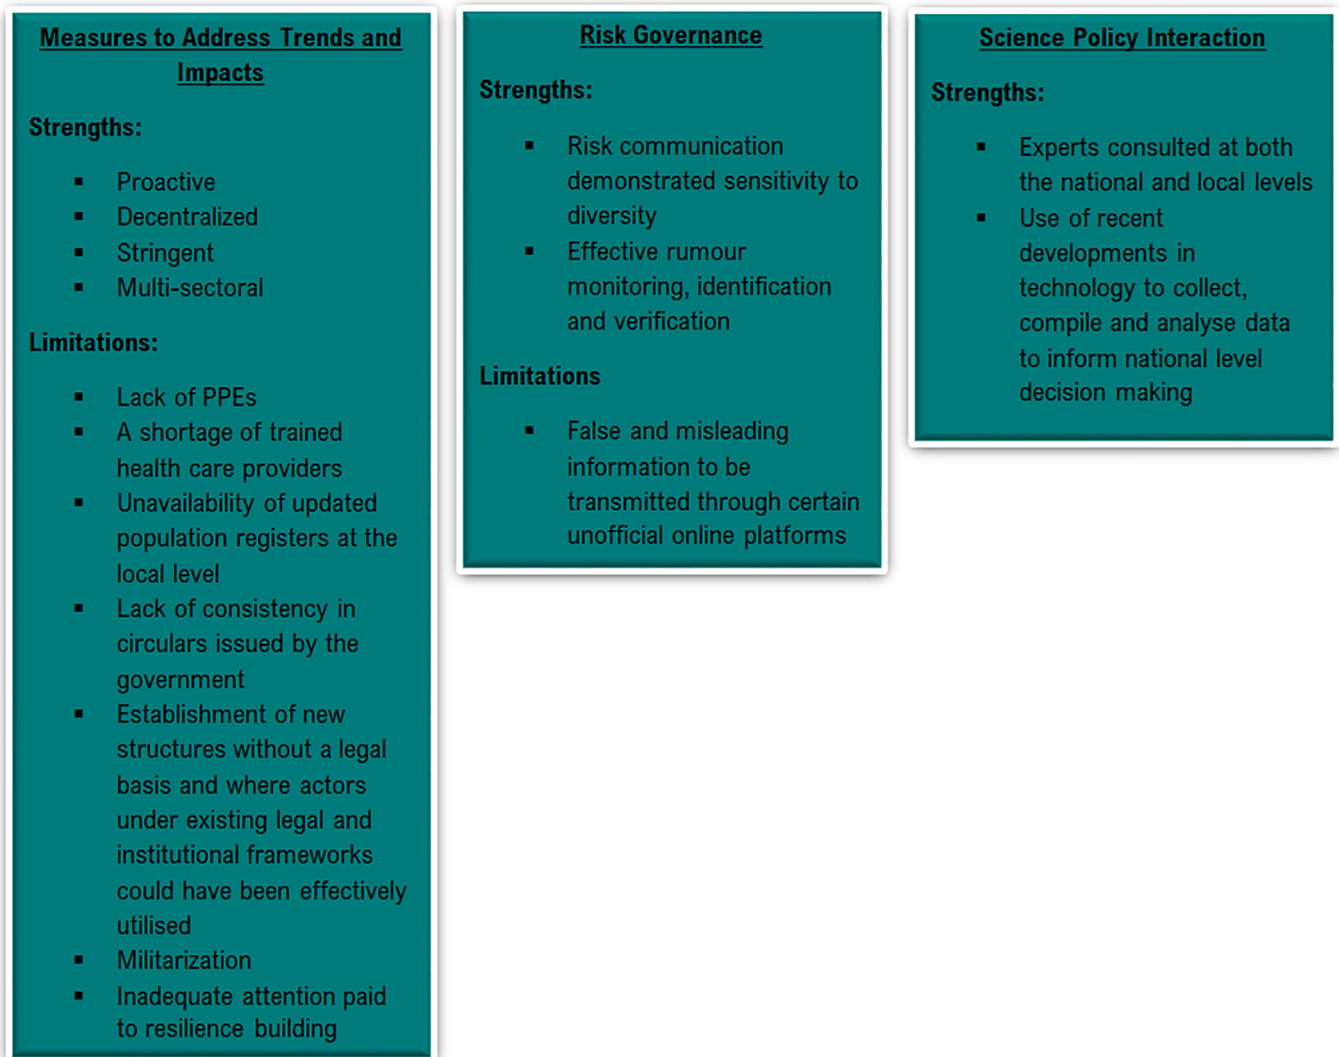 Measures to Address Trends and
Impacts
Strengths:
▪ Proactive
▪ Decentralized
▪ Stringent
▪ Multi-sectoral
Limitations:
▪ Lack of PPEs
▪ A shortage of trained
health care providers
▪ Unavailability of updated
population registers at the
local level
▪ Lack of consistency in
circulars issued by the
government
▪ Establishment of new
structures without a legal
basis and where actors
under existing legal and
institutional frameworks
could have been effectively
utilised
▪ Militarization
▪ Inadequate attention paid
to resilience building
Risk Governance
Strengths:
▪ Risk communication
demonstrated sensitivity to
diversity
▪ Effective rumour
monitoring, identification
and verification
Limitations
▪ False and misleading
information to be
transmitted through certain
unofficial online platforms
Science Policy Interaction
Strengths:
▪ Experts consulted at both
the national and local levels
▪ Use of recent
developments in
technology to collect,
compile and analyse data
to inform national level
decision making